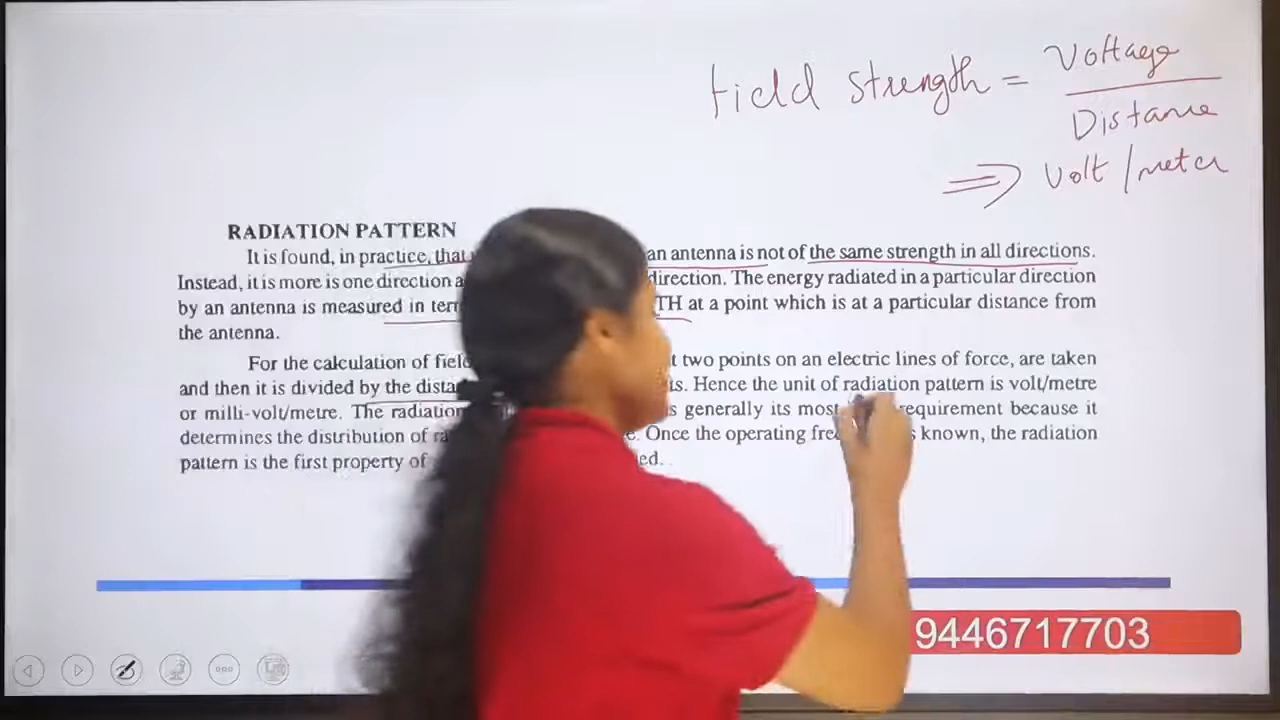 Field Strength = Voltage
Distance
⇒ Volt / meter
RADIATION PATTERN
It is found, in practice, that an antenna is not of the same strength in all directions.
Instead, it is more is one direction direction. The energy radiated in a particular direction
by an antenna is measured in TH at a point which is at a particular distance from
the antenna.
For the calculation of two points on an electric lines of force, are taken
and then it is divided by the Hence the unit of radiation pattern is volt/metre
or milli-volt/metre. The generally its most requirement because it
determines the distribution of Once the operating known, the radiation
pattern is the first property of
9446717703